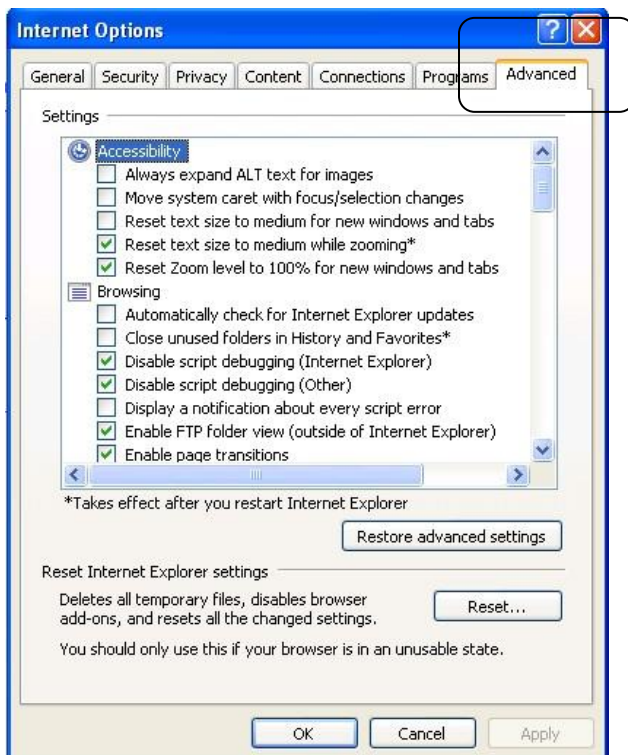 Internet Options
General Security Privacy Content Connections Programs Advanced
Settings
Accessibility
Always expand ALT text for images
Move system caret with focus/selection changes
Reset text size to medium for new windows and tabs
Reset text size to medium while zooming*
Reset Zoom level to 100% for new windows and tabs
Browsing
Automatically check for Internet Explorer updates
Close unused folders in History and Favorites*
Disable script debugging (Internet Explorer)
Disable script debugging (Other)
Display a notification about every script error
Enable FTP folder view (outside of Internet Explorer)
Enable page transitions
*Takes effect after you restart Internet Explorer
Restore advanced settings
Reset Internet Explorer settings
Deletes all temporary files, disables browser
add-ons, and resets all the changed settings.
Reset...
You should only use this if your browser is in an unusable state.
OK Cancel Apply